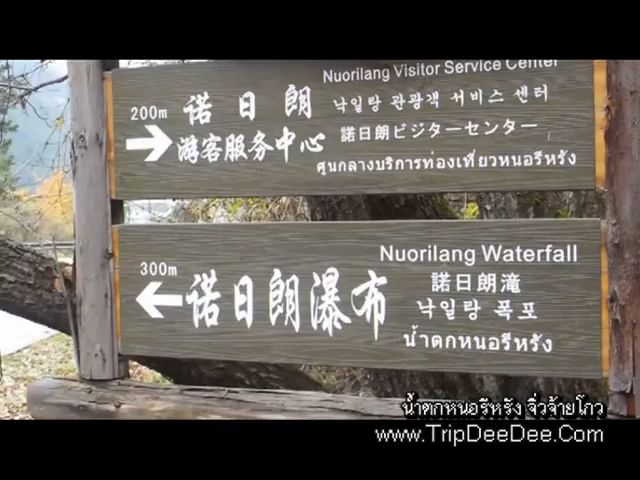 Nuorilang Visitor Service Center
200m
诺日朗
낙일랑 관광객 서비스 센터
諾日朗ビジターセンター
游客服务中心
ศูนกลางบริการท่องเที่ยวหนอรีหรัง
Nuorilang Waterfall
300m
諾日朗滝
诺日朗瀑布
낙일랑 폭포
น้ำตกหนอรีหรัง
น้ำตกหนอรีหรัง จิ่วจ้ายโกว
www.TripDeeDee.Com